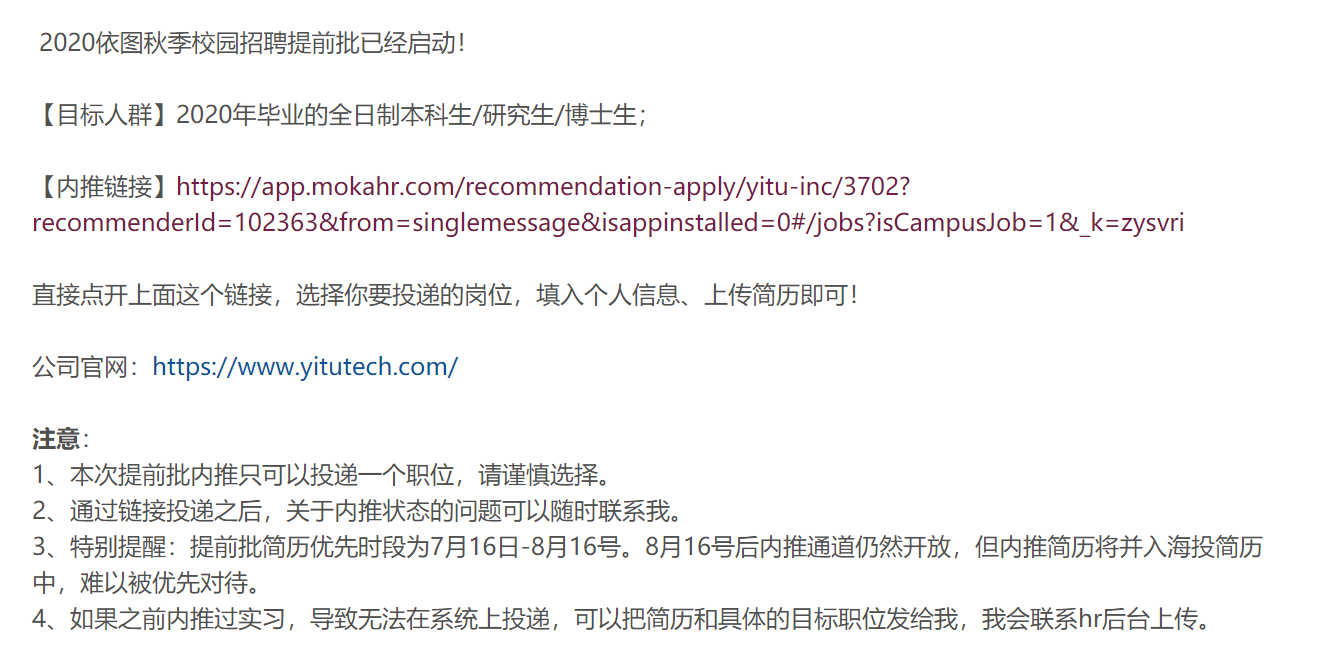 2020依图秋季校园招聘提前批已经启动！
【目标人群】2020年毕业的全日制本科生/研究生/博士生；
【内推链接】https://app.mokahr.com/recommendation-apply/yitu-inc/3702?
recommenderId=102363&from=singlemessage&isappinstalled=0#/jobs?isCampusJob=1&_k=zysvri
直接点开上面这个链接，选择你要投递的岗位，填入个人信息、上传简历即可！
公司官网：https://www.yitutech.com/
注意：
1、本次提前批内推只可以投递一个职位，请谨慎选择。
2、通过链接投递之后，关于内推状态的问题可以随时联系我。
3、特别提醒：提前批简历优先时段为7月16日-8月16号。8月16号后内推通道仍然开放，但内推简历将并入海投简历
中，难以被优先对待。
4、如果之前内推过实习，导致无法在系统上投递，可以把简历和具体的目标职位发给我，我会联系hr后台上传。